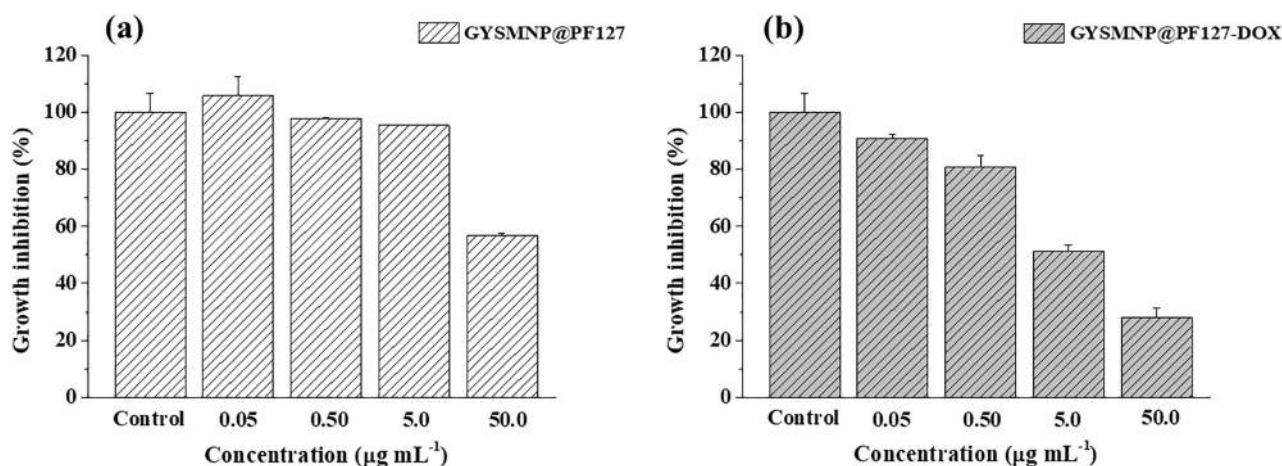 (a)
GYSMNP@PF127
120
100
80
60
40
20
0
Growth inhibition (%)
Control 0.05 0.50 5.0 50.0
Concentration (μg mL⁻¹)
(b)
GYSMNP@PF127-DOX
120
100
80
60
40
20
0
Growth inhibition (%)
Control 0.05 0.50 5.0 50.0
Concentration (μg mL⁻¹)